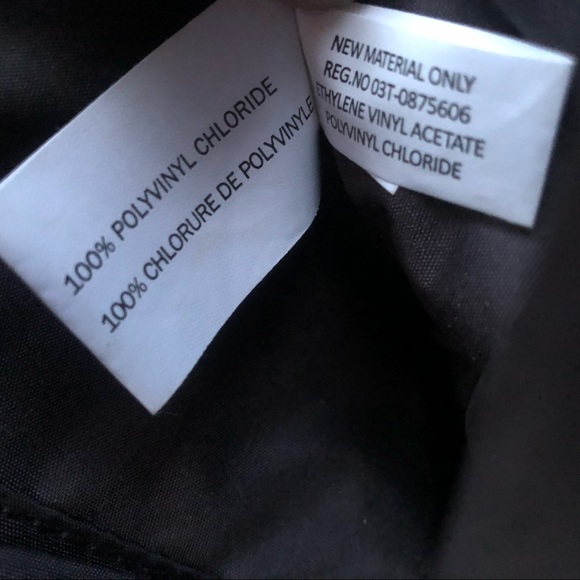 100% POLYVINYL CHLORIDE
100% CHLORURE DE POLYVINYLE
NEW MATERIAL ONLY
REG.NO 03T-0875606
ETHYLENE VINYL ACETATE
POLYVINYL CHLORIDE